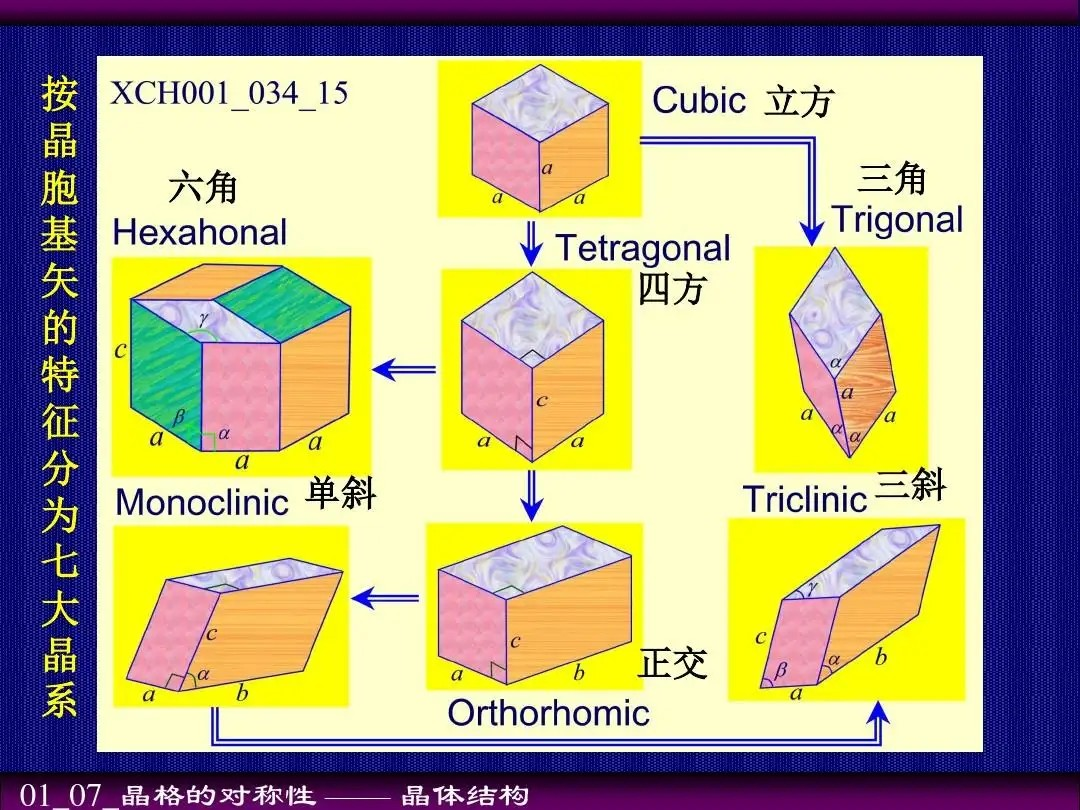 按晶胞基矢的特征分为七大晶系
XCH001_034_15
Cubic 立方
a
a
a
六角
Hexahonal
三角
Trigonal
Tetragonal
四方
γ
c
β
α
a
a
a
c
a
a
α
a
a
α
α
a
Monoclinic 单斜
Triclinic 三斜
c
α
a
b
c
a
b
正交
Orthorhomic
γ
c
β
α
b
a
01_07_晶格的对称性 —— 晶体结构